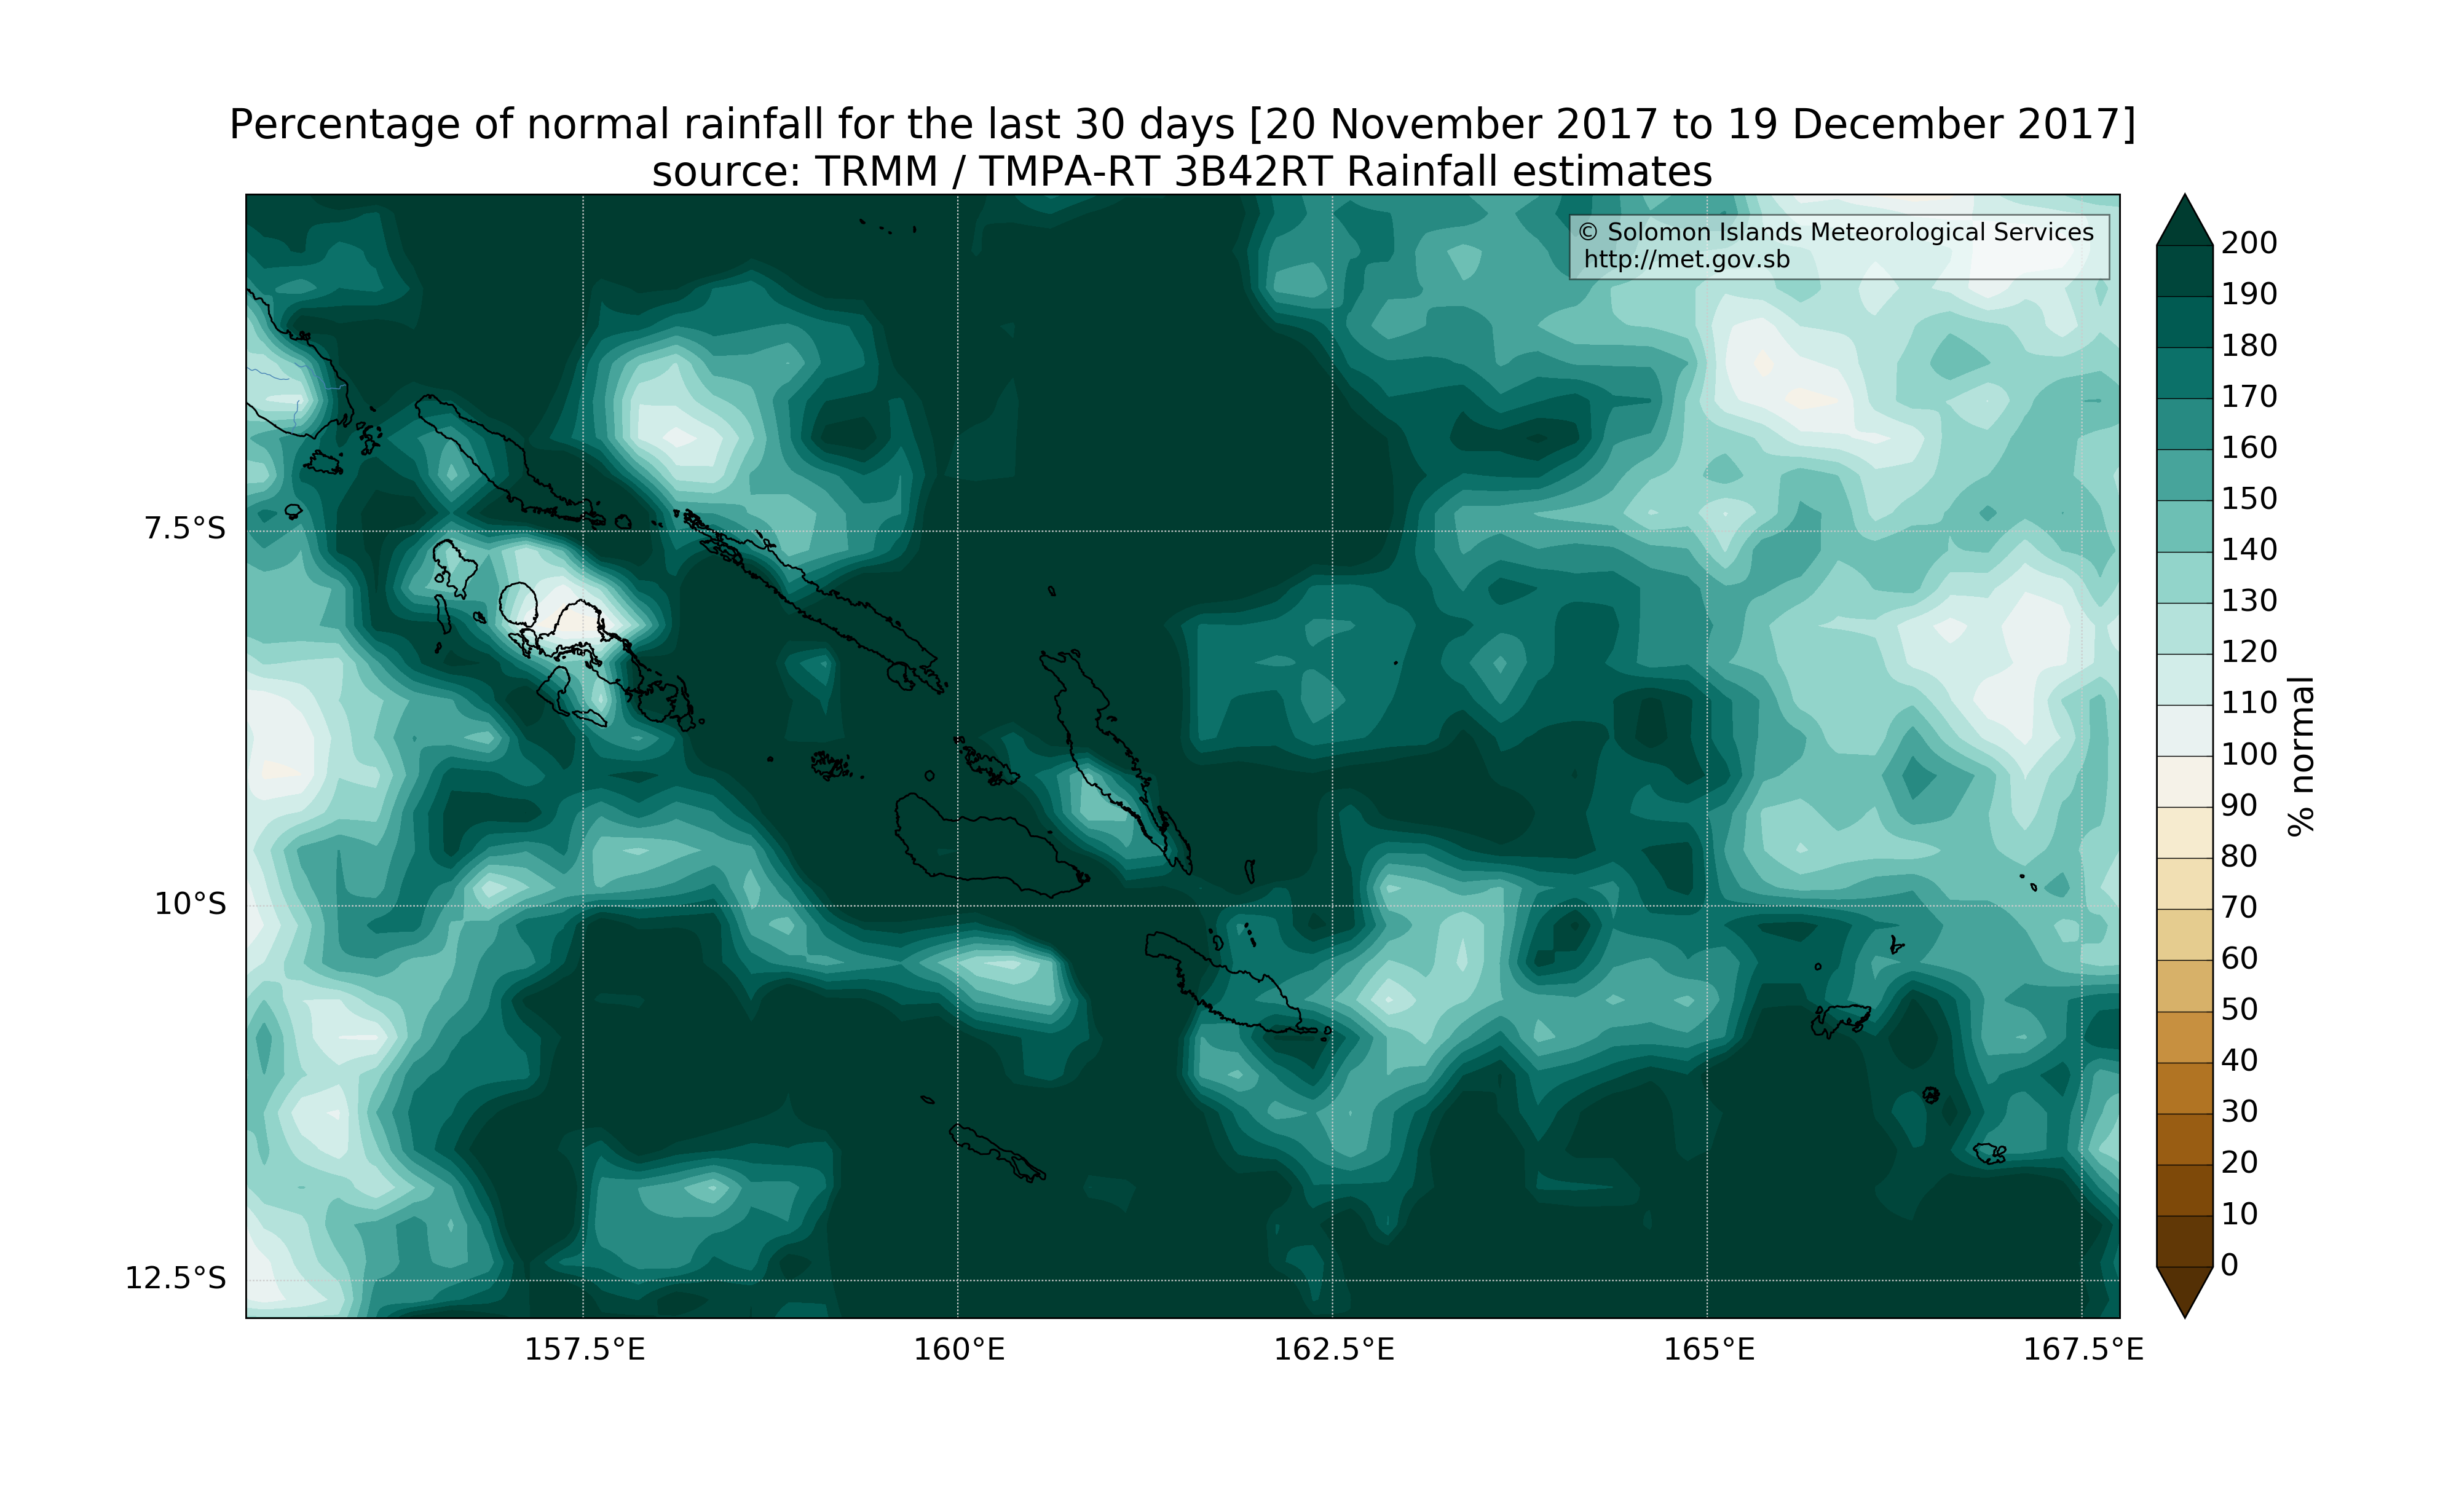 Percentage of normal rainfall for the last 30 days [20 November 2017 to 19 December 2017]
source: TRMM / TMPA-RT 3B42RT Rainfall estimates
© Solomon Islands Meteorological Services
http://met.gov.sb
7.5°S
10°S
12.5°S
157.5°E
160°E
162.5°E
165°E
167.5°E
200
190
180
170
160
150
140
130
120
110
100
90
80
70
60
50
40
30
20
10
0
% normal